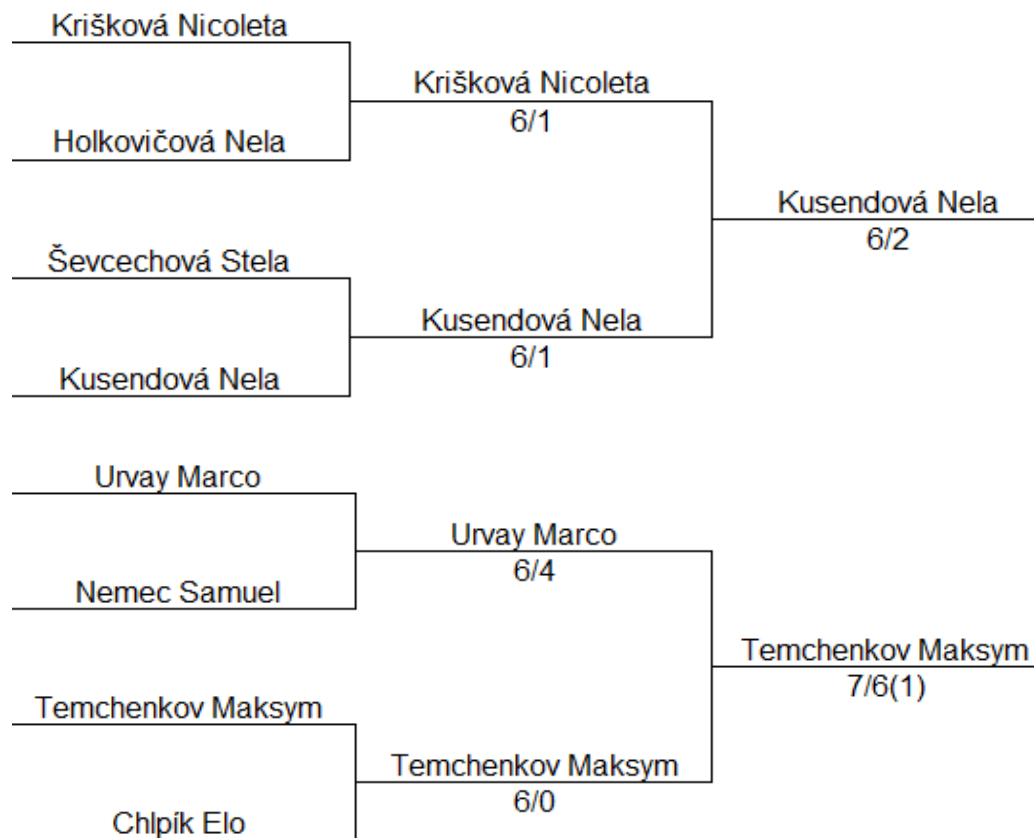 Krišková Nicoleta
Krišková Nicoleta
6/1
Holkovičová Nela
Kusendová Nela
6/2
Ševcechová Stela
Kusendová Nela
6/1
Kusendová Nela
Urvay Marco
Urvay Marco
6/4
Nemec Samuel
Temchenkov Maksym
7/6(1)
Temchenkov Maksym
Temchenkov Maksym
6/0
Chlpík Elo